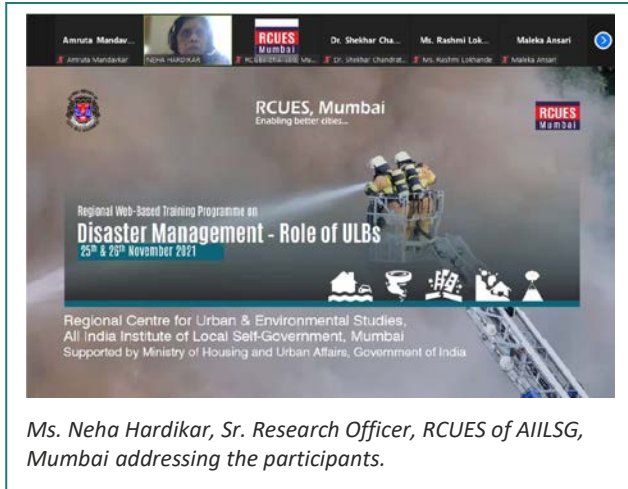 Amruta Mandav...
RCUES
Mumbai
Dr. Shekhar Cha...
Ms. Rashmi Lok...
Maleka Ansari
Amruta Mandavkar
NEHA HARDIKAR
Dr. Shekhar Chandrat...
Ms. Rashmi Lokhande
Maleka Ansari
RCUES, Mumbai
Enabling better cities...
RCUES
Mumbai
Regional Web-Based Training Programme on
Disaster Management - Role of ULBs
25th & 26th November 2021
Regional Centre for Urban & Environmental Studies,
All India Institute of Local Self-Government, Mumbai
Supported by Ministry of Housing and Urban Affairs, Government of India
Ms. Neha Hardikar, Sr. Research Officer, RCUES of AIILSG,
Mumbai addressing the participants.